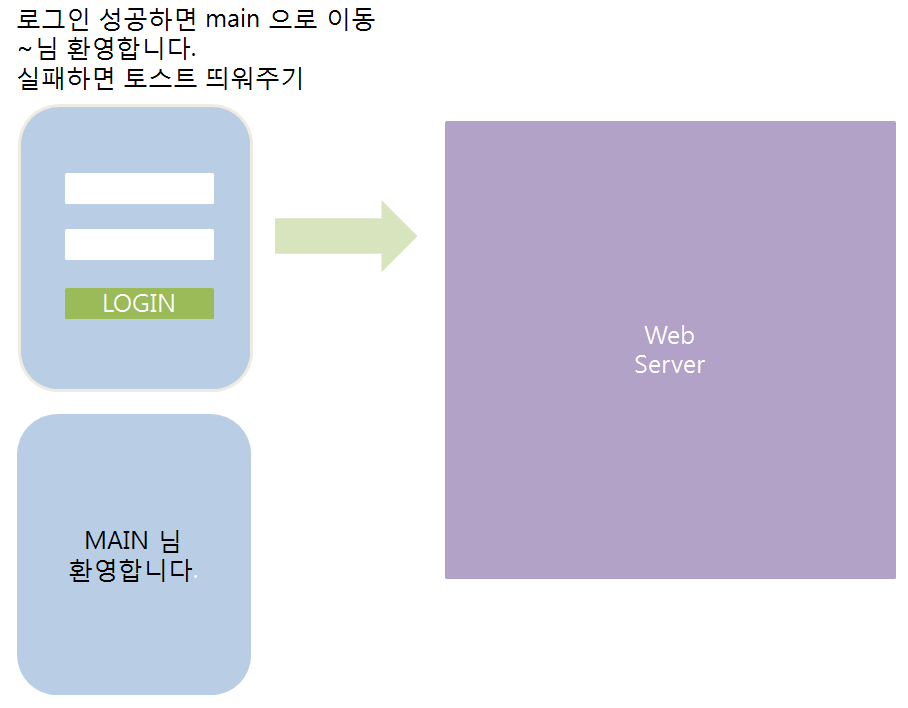 로그인 성공하면 main 으로 이동
~님 환영합니다.
실패하면 토스트 띄워주기
LOGIN
Web
Server
MAIN 님
환영합니다.